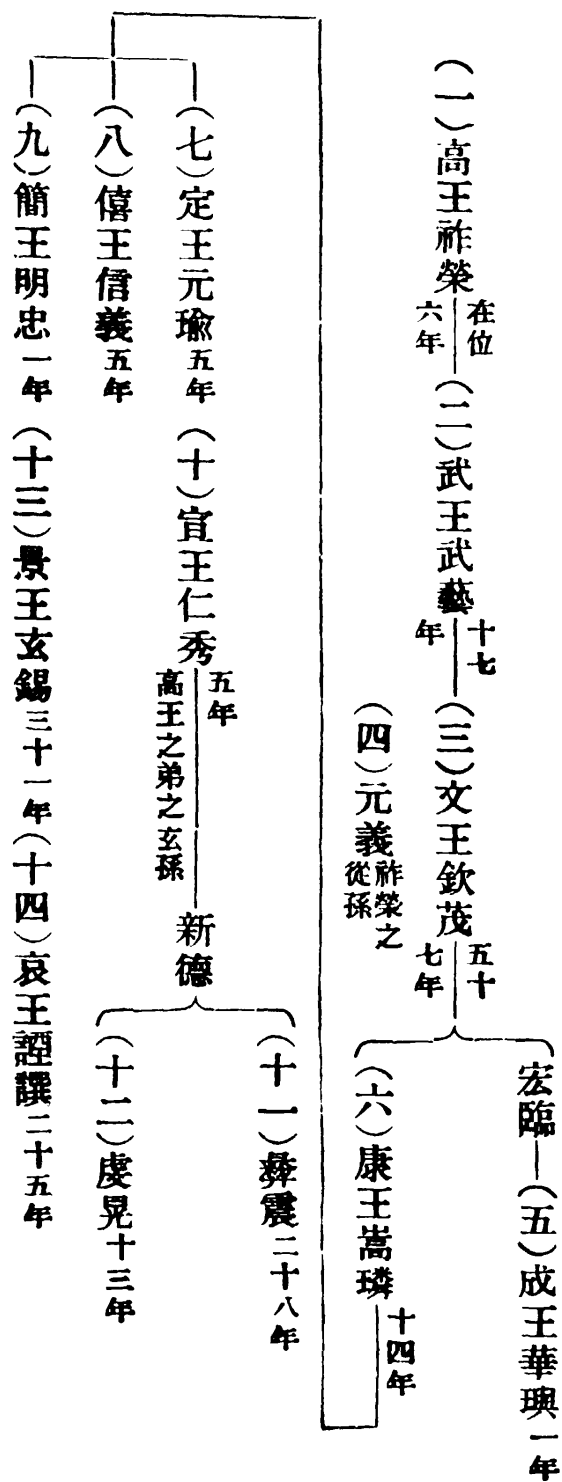 （一）高王祚榮
在位六年
（二）武王武藝
十七年
（三）文王欽茂
五十七年
（四）元義
祚榮之從孫
宏臨
（五）成王華璵一年
（六）康王嵩璘
十四年
（七）定王元瑜五年
（八）僖王信義五年
（九）簡王明忠一年
（十）宣王仁秀
五年
高王之弟之玄孫
新德
（十一）彝震二十八年
（十二）虔晃十三年
（十三）景王玄錫三十一年
（十四）哀王諲譔二十五年